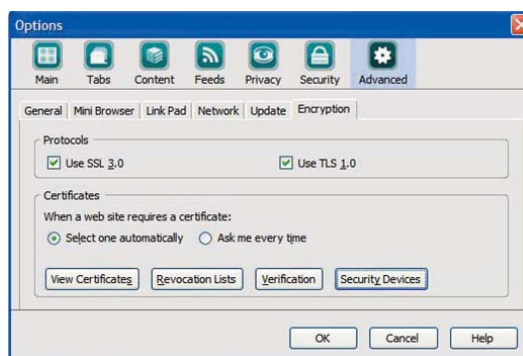 Options
Main Tabs Content Feeds Privacy Security Advanced
General Mini Browser Link Pad Network Update Encryption
Protocols
Use SSL 3.0 Use TLS 1.0
Certificates
When a web site requires a certificate:
Select one automatically Ask me every time
View Certificates Revocation Lists Verification Security Devices
OK Cancel Help